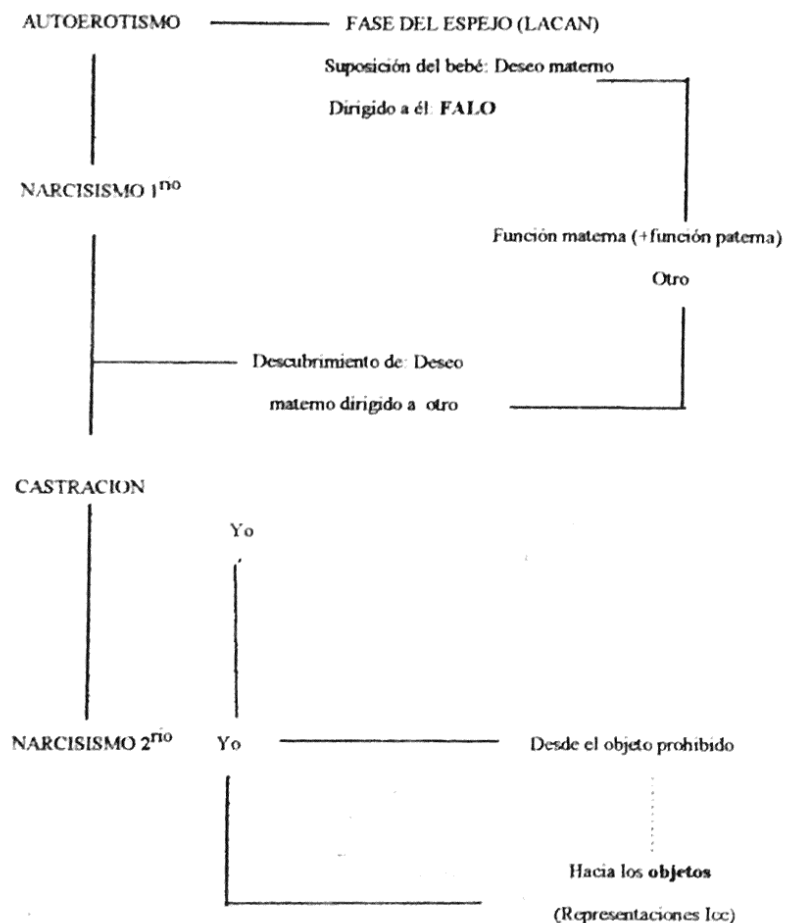 AUTOEROTISMO FASE DEL ESPEJO (LACAN)
Suposición del bebé: Deseo materno
Dirigido a él: FALO
NARCISISMO 1no
Función materna (+función paterna)
Otro
Descubrimiento de: Deseo
materno dirigido a otro
CASTRACION
Yo
NARCISISMO 2rio Yo Desde el objeto prohibido
Hacia los objetos
(Representaciones Icc)